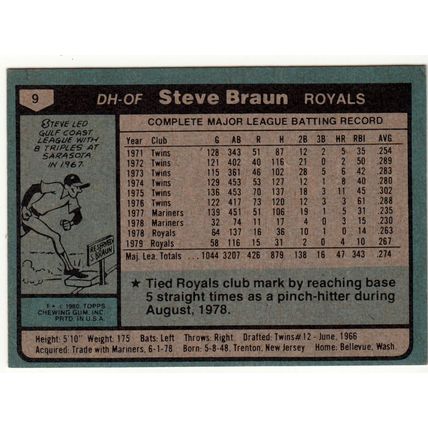 9 DH-OF Steve Braun ROYALS
STEVE LED
GULF COAST
LEAGUE WITH
8 TRIPLES AT
SARASOTA
IN 1967.
RESERVED
S. BRAUN
★ © 1980 TOPPS
CHEWING GUM, INC.
PRTD. IN U.S.A.
COMPLETE MAJOR LEAGUE BATTING RECORD
Year Club G AB R H 2B 3B HR RBI AVG
1971 Twins 128 343 51 87 12 2 5 35 .254
1972 Twins 121 402 40 116 21 0 2 50 .289
1973 Twins 115 361 46 102 28 5 6 42 .283
1974 Twins 129 453 53 127 12 1 8 40 .280
1975 Twins 136 453 70 137 18 3 11 45 .302
1976 Twins 122 417 73 120 12 3 3 61 .288
1977 Mariners 139 451 51 106 19 1 5 31 .235
1978 Mariners 32 74 11 17 4 0 3 15 .230
1978 Royals 64 137 16 36 10 1 0 14 .263
1979 Royals 58 116 15 31 2 0 4 10 .267
Maj. Lea. Totals 1044 3207 426 879 138 16 47 343 .274
★ Tied Royals club mark by reaching base
5 straight times as a pinch-hitter during
August, 1978.
Height: 5'10" Weight: 175 Bats: Left Throws: Right Drafted: Twins #12 - June, 1966
Acquired: Trade with Mariners, 6-1-78 Born: 5-8-48, Trenton, New Jersey Home: Bellevue, Wash.